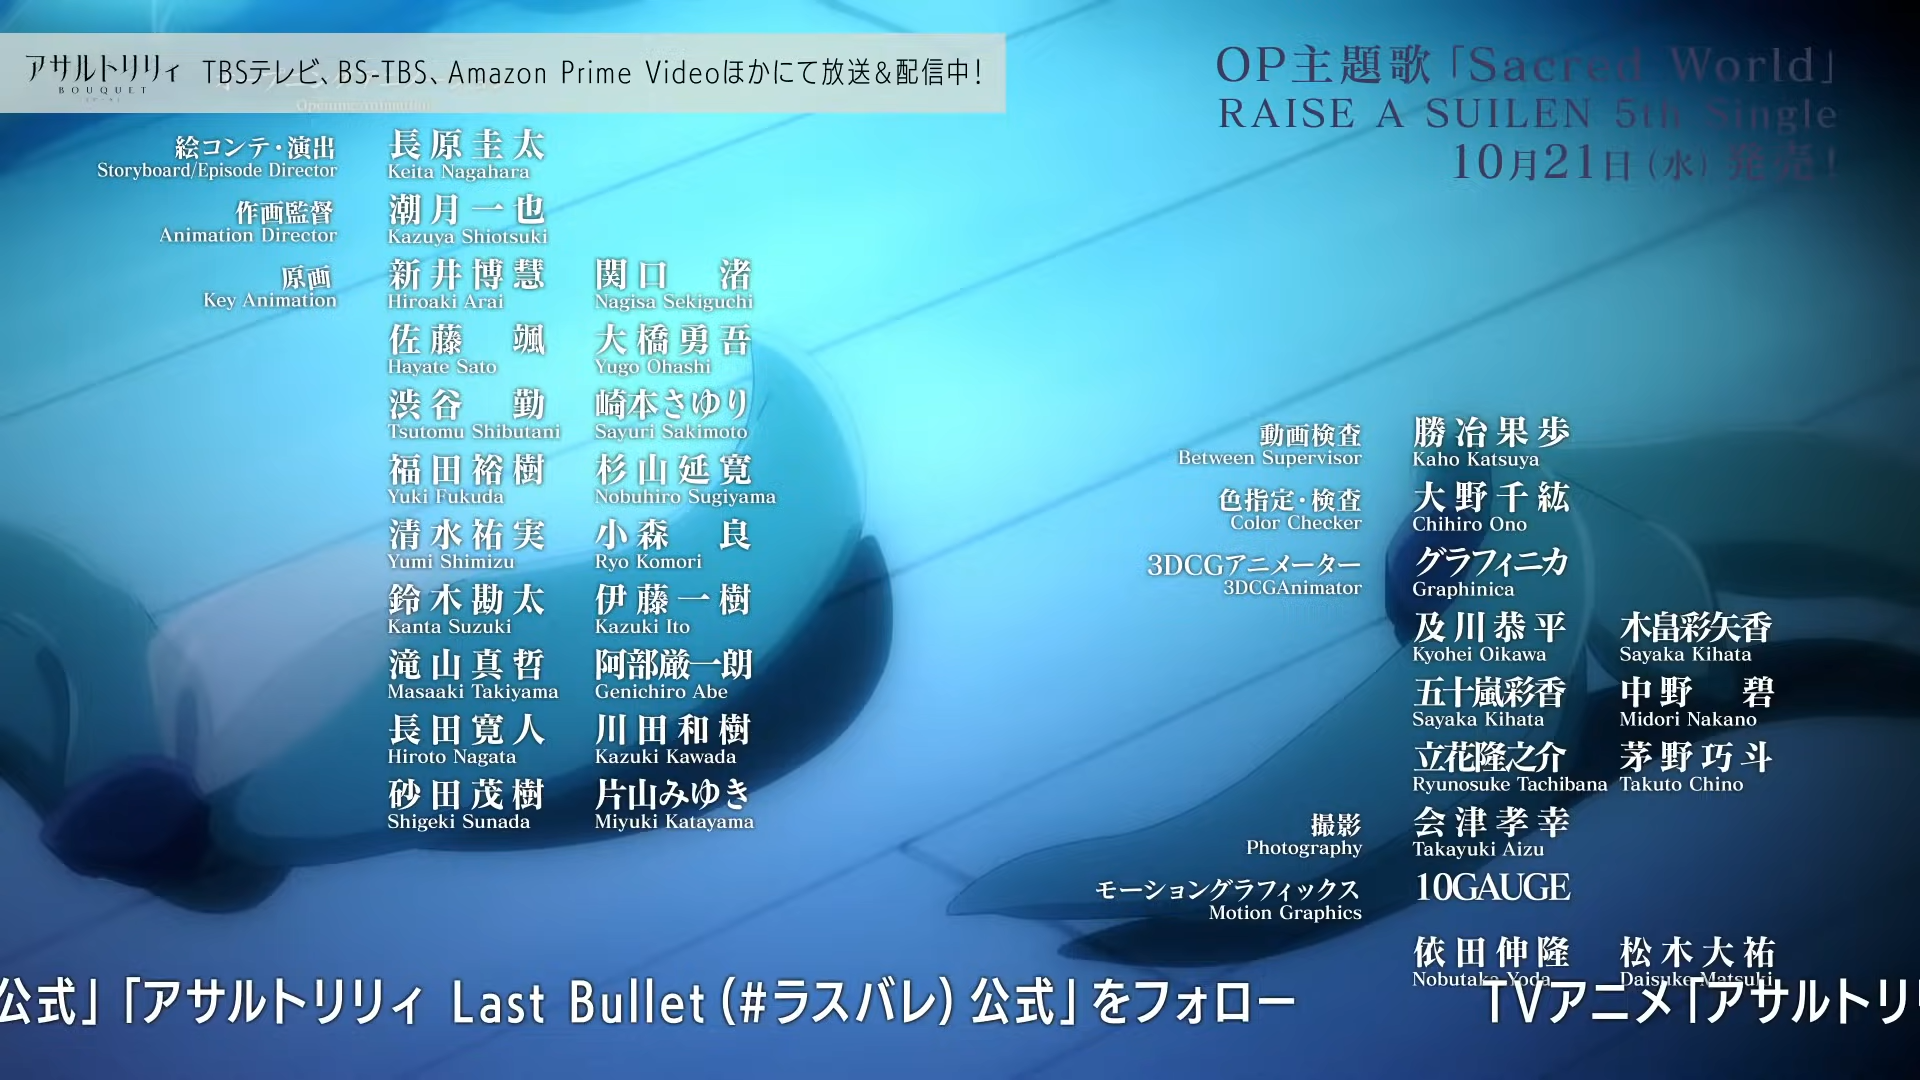 アサルトリリィ
BOUQUET
TBSテレビ、BS-TBS、Amazon Prime Videoほかにて放送&配信中!
OP主題歌「Sacred World」
RAISE A SUILEN 5th Single
10月21日(水)発売!
Opening Animation
絵コンテ・演出 長原圭太
Storyboard/Episode Director Keita Nagahara
作画監督 潮月一也
Animation Director Kazuya Shiotsuki
原画 新井博慧 関口 渚
Key Animation Hiroaki Arai Nagisa Sekiguchi
佐藤 颯 大橋勇吾
Hayate Sato Yugo Ohashi
渋谷 勤 崎本さゆり
Tsutomu Shibutani Sayuri Sakimoto
福田裕樹 杉山延寛
Yuki Fukuda Nobuhiro Sugiyama
清水祐実 小森 良
Yumi Shimizu Ryo Komori
鈴木勘太 伊藤一樹
Kanta Suzuki Kazuki Ito
滝山真哲 阿部厳一朗
Masaaki Takiyama Genichiro Abe
長田寛人 川田和樹
Hiroto Nagata Kazuki Kawada
砂田茂樹 片山みゆき
Shigeki Sunada Miyuki Katayama
動画検査 勝冶果歩
Between Supervisor Kaho Katsuya
色指定・検査 大野千紘
Color Checker Chihiro Ono
3DCGアニメーター グラフィニカ
3DCGAnimator Graphinica
及川恭平 木畠彩矢香
Kyohei Oikawa Sayaka Kihata
五十嵐彩香 中野 碧
Sayaka Kihata Midori Nakano
立花隆之介 茅野巧斗
Ryunosuke Tachibana Takuto Chino
撮影 会津孝幸
Photography Takayuki Aizu
モーショングラフィックス 10GAUGE
Motion Graphics
依田伸隆 松木大祐
Nobutaka Yoda Daisuke Matsuki
公式」「アサルトリリィ Last Bullet(#ラスバレ)公式」をフォロー TVアニメ「アサルトリリ